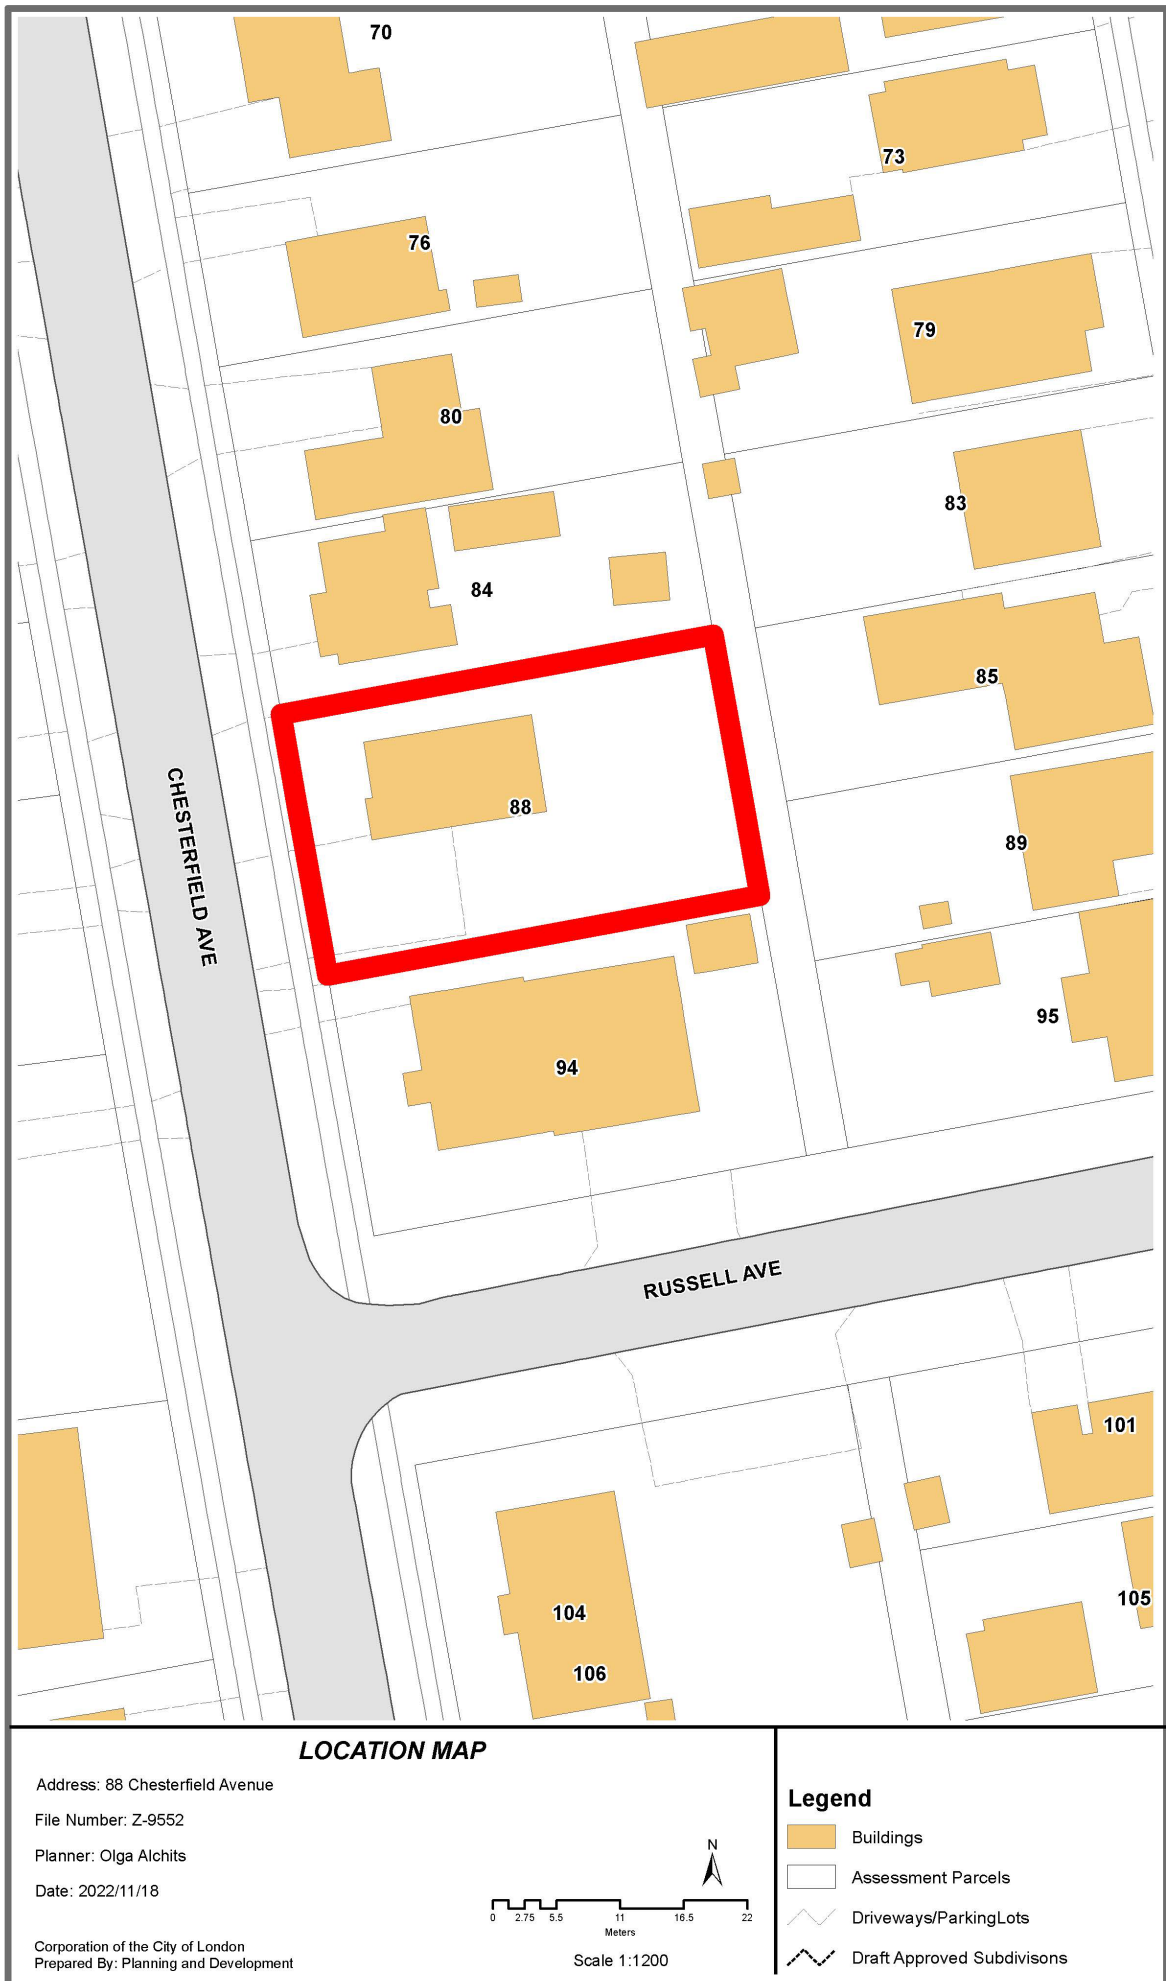 70
73
76
79
80
83
84
85
88
89
CHESTERFIELD AVE
94
95
RUSSELL AVE
101
104
105
106
LOCATION MAP
Address: 88 Chesterfield Avenue
File Number: Z-9552
Planner: Olga Alchits
Date: 2022/11/18
Corporation of the City of London
Prepared By: Planning and Development
N
0 2.75 5.5 11 16.5 22
Meters
Scale 1:1200
Legend
Buildings
Assessment Parcels
Driveways/ParkingLots
Draft Approved Subdivisons